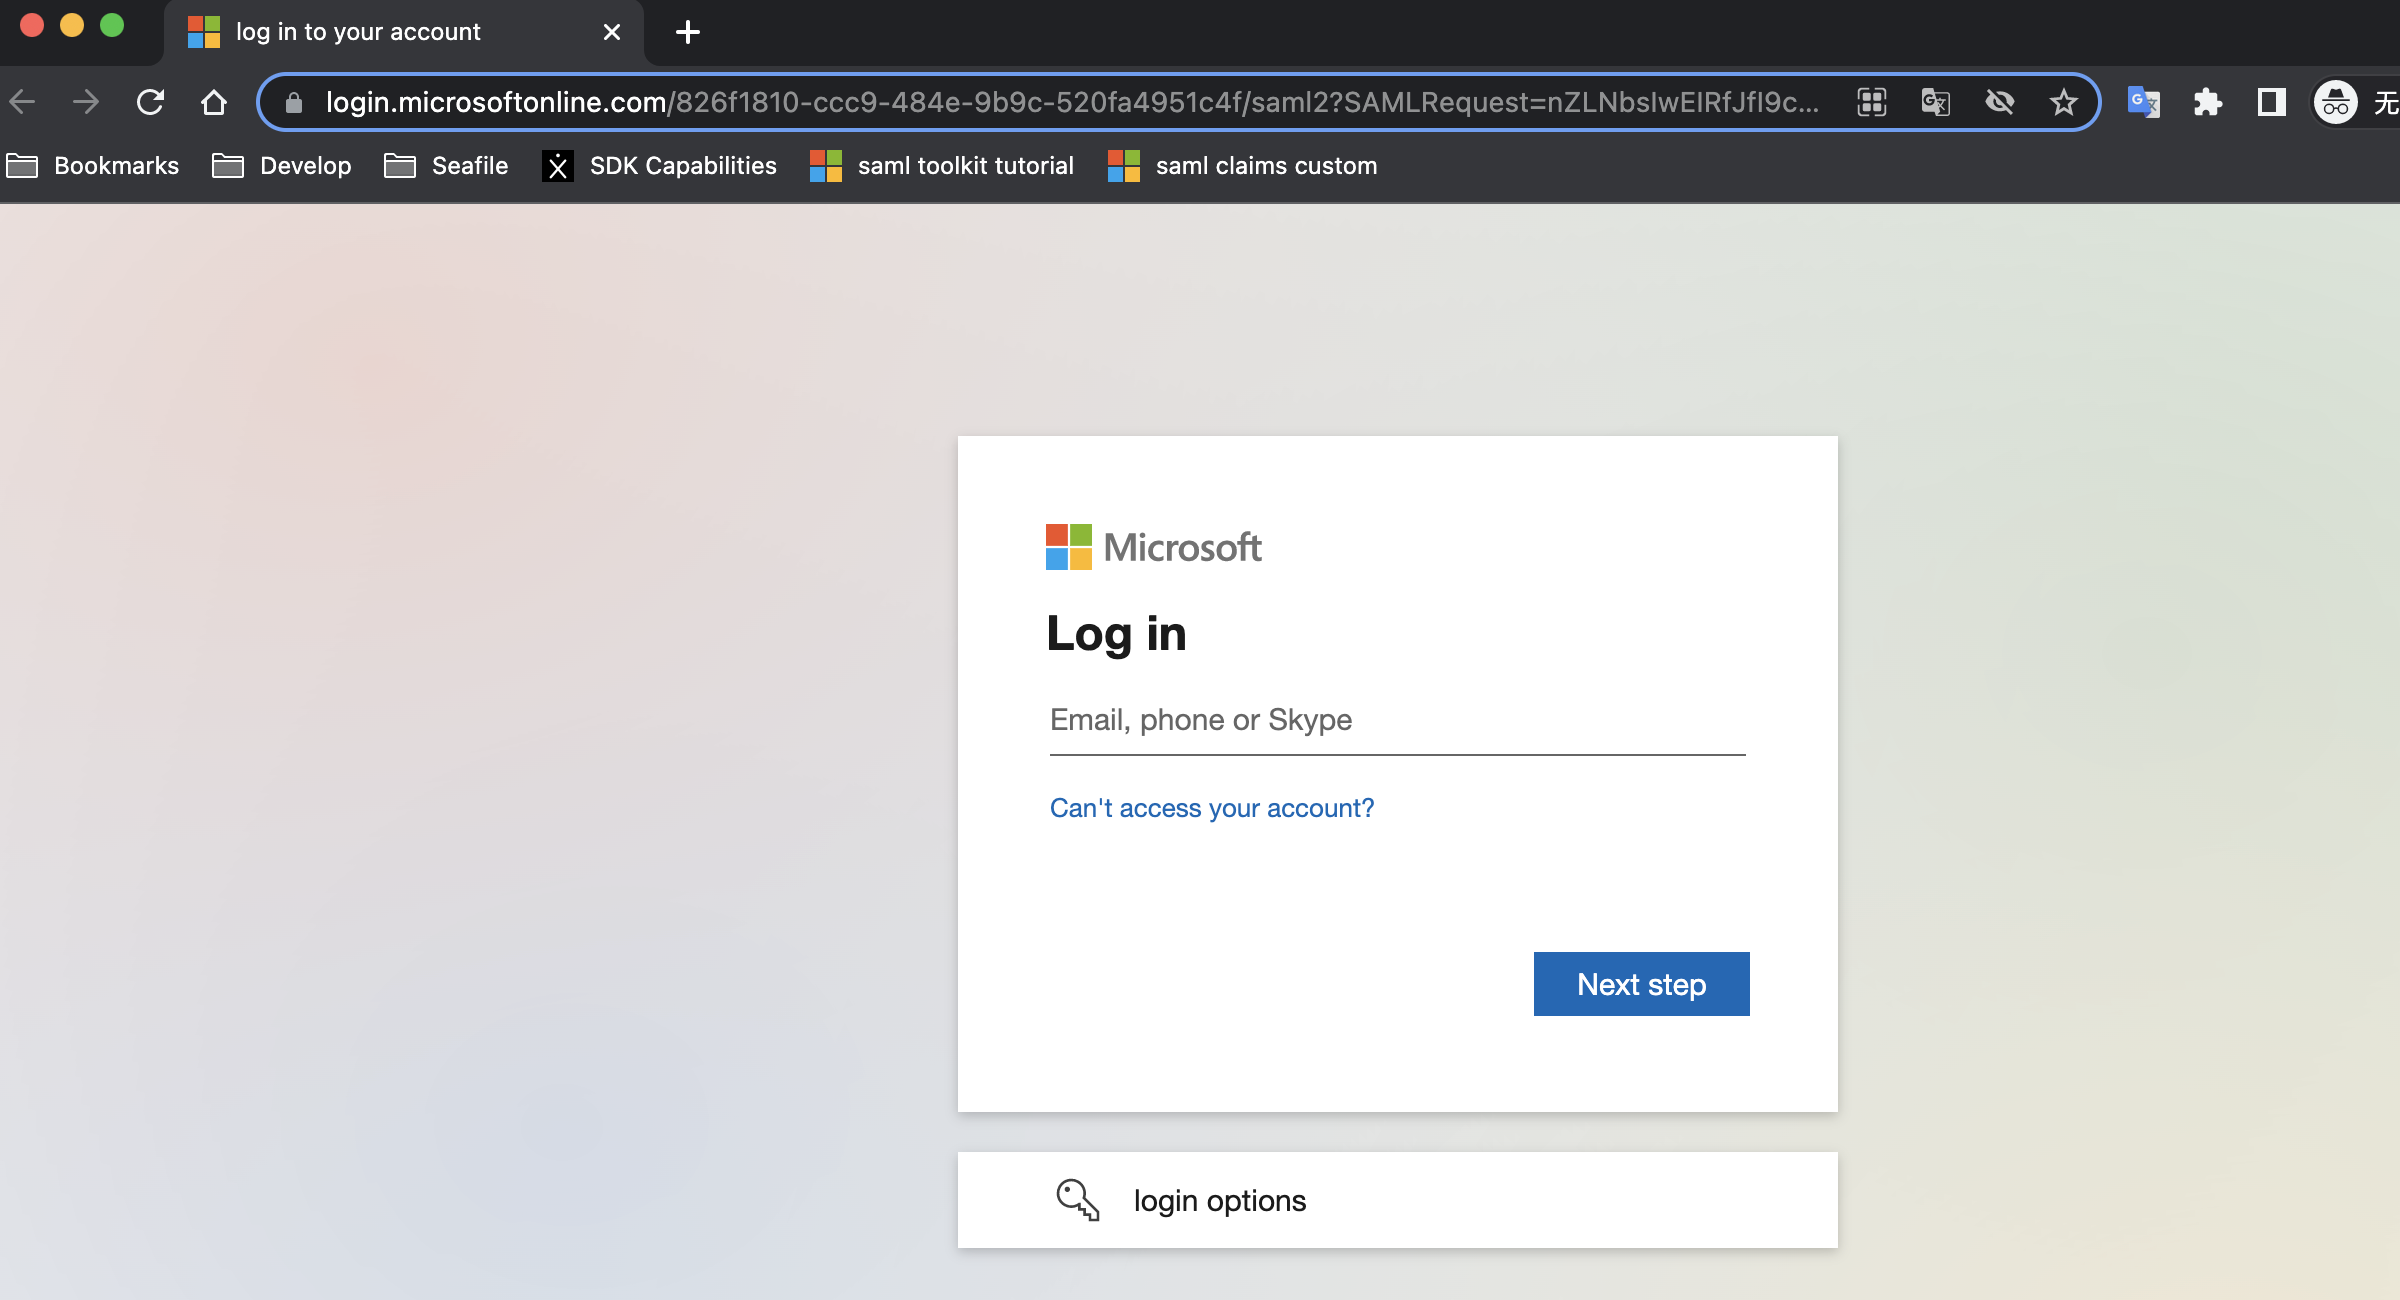 log in to your account
login.microsoftonline.com/826f1810-ccc9-484e-9b9c-520fa4951c4f/saml2?SAMLRequest=nZLNbsIwEIRfJfI9c...
无
Bookmarks Develop Seafile SDK Capabilities saml toolkit tutorial saml claims custom
Microsoft
Log in
Email, phone or Skype
Can't access your account?
Next step
login options